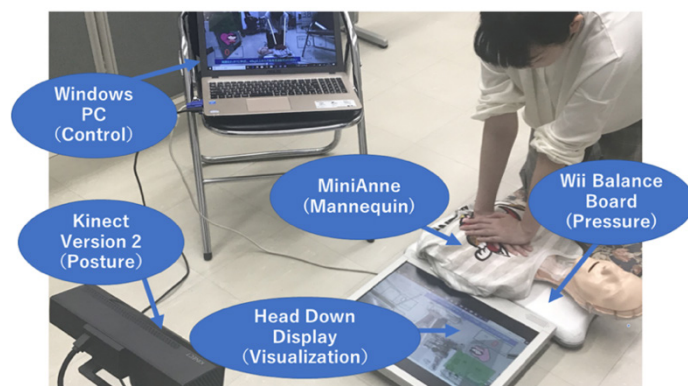 Windows
PC
(Control)
MiniAnne
(Mannequin)
Wii Balance
Board
(Pressure)
Kinect
Version 2
(Posture)
Head Down
Display
(Visualization)